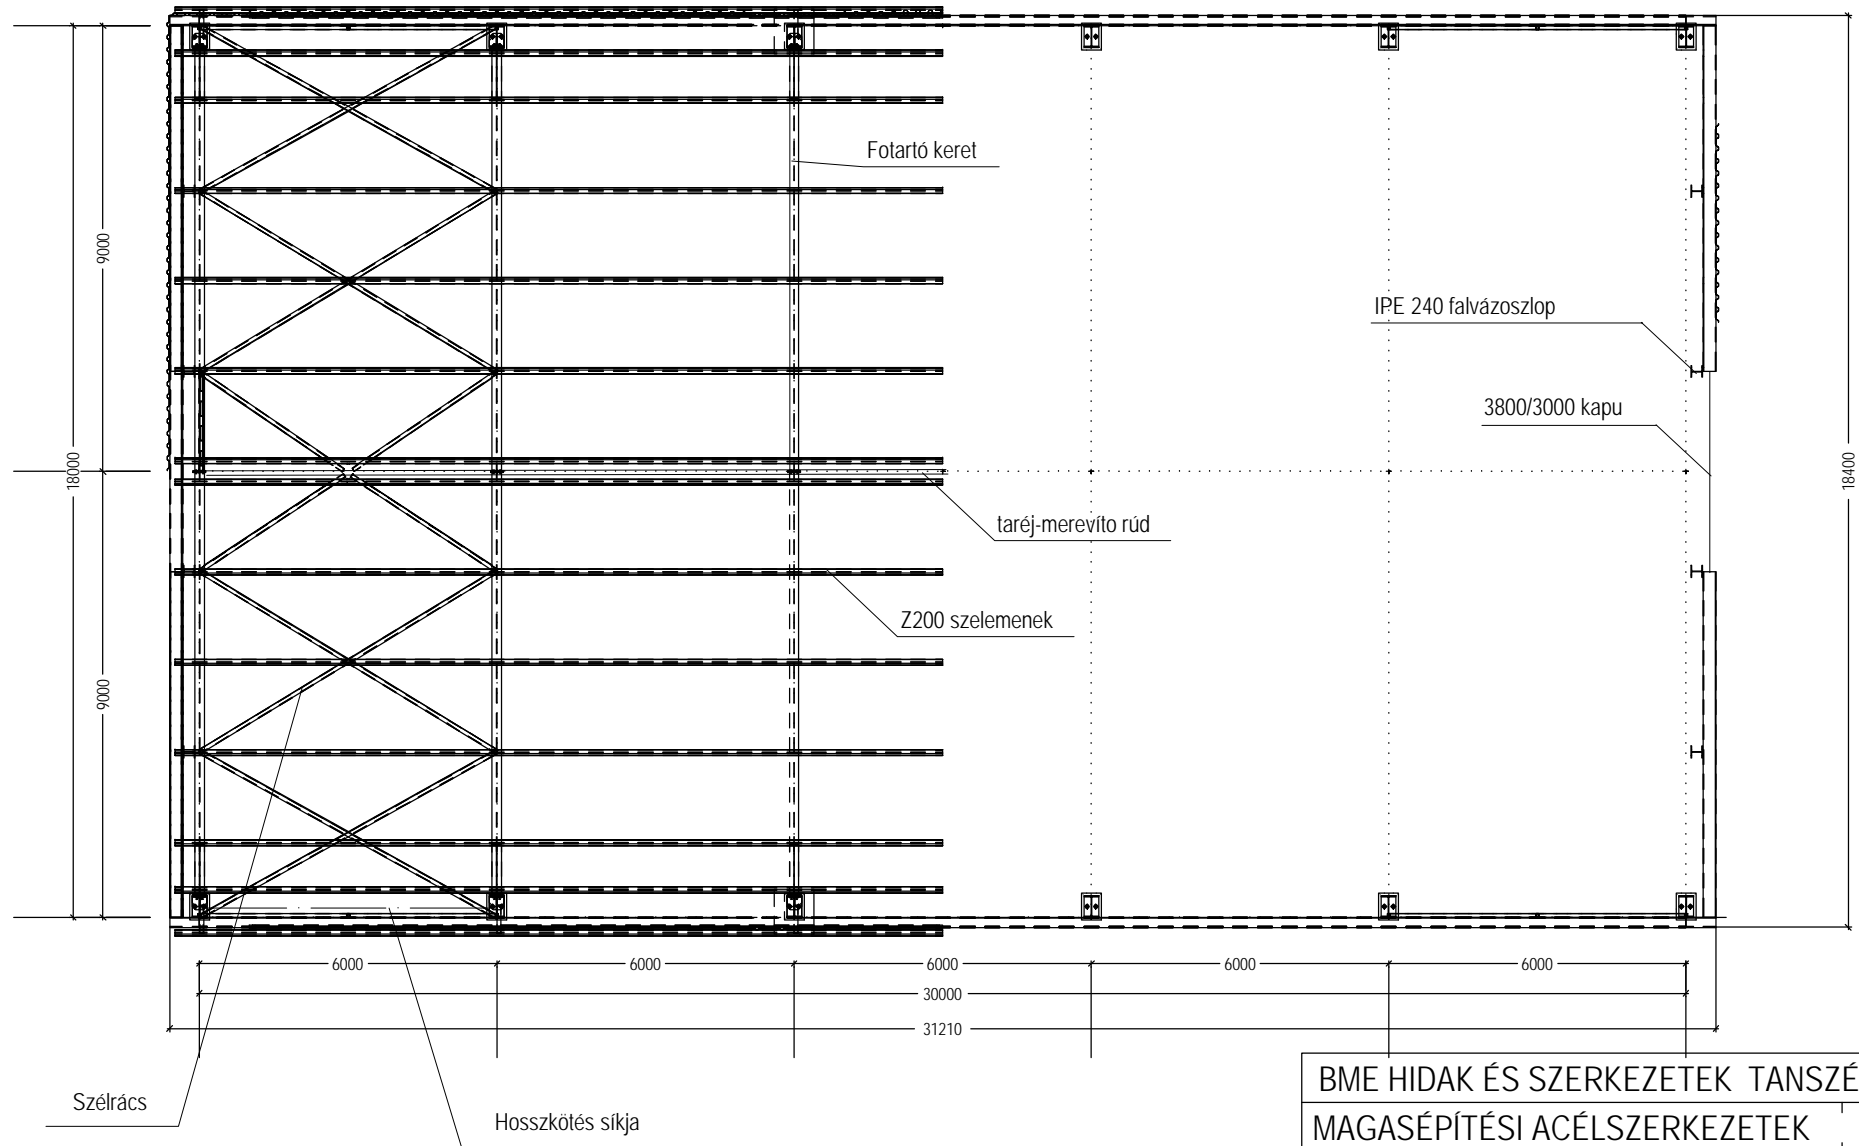 Fotartó keret
9000
IPE 240 falvázoszlop
3800/3000 kapu
18000
18400
taréj-merevíto rúd
Z200 szelemenek
9000
6000
6000
6000
6000
6000
30000
31210
Szélrács
Hosszkötés síkja
BME HIDAK ÉS SZERKEZETEK TANSZÉ
MAGASÉPÍTÉSI ACÉLSZERKEZETEK